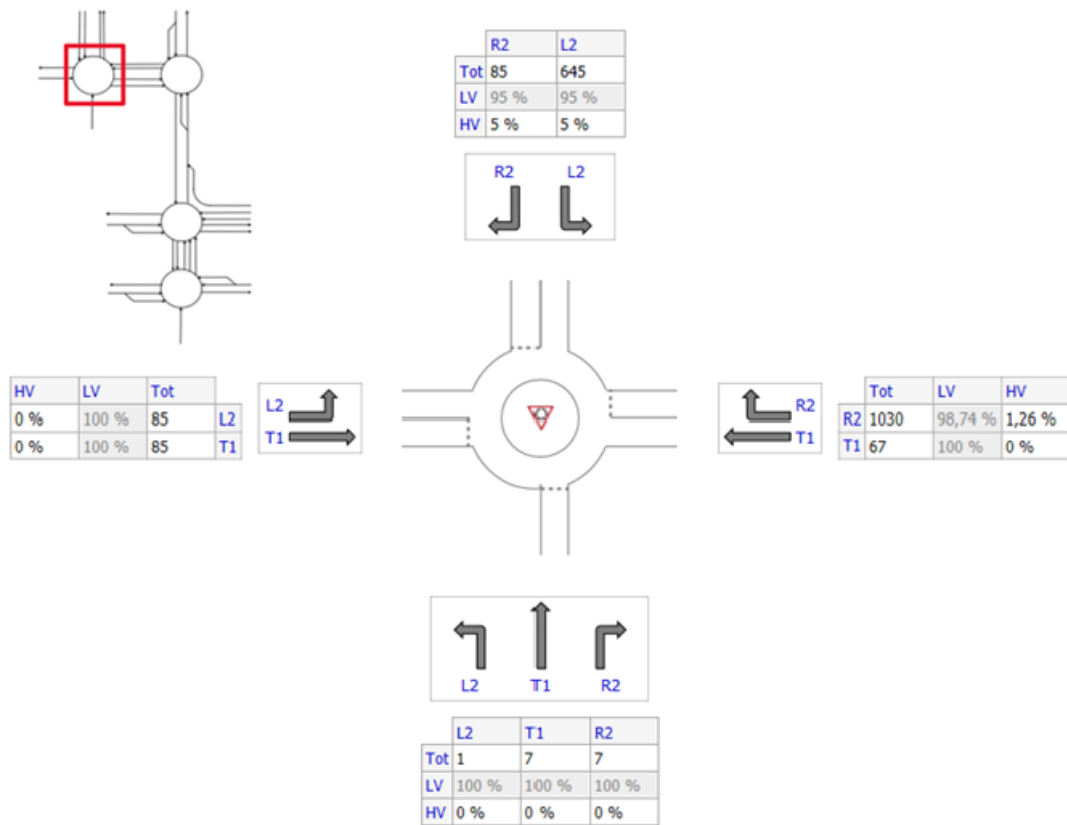 R2 L2
Tot 85 645
LV 95 % 95 %
HV 5 % 5 %
R2 L2
HV LV Tot
0 % 100 % 85 L2
0 % 100 % 85 T1
L2
T1
R2
T1
Tot LV HV
R2 1030 98,74 % 1,26 %
T1 67 100 % 0 %
L2 T1 R2
L2 T1 R2
Tot 1 7 7
LV 100 % 100 % 100 %
HV 0 % 0 % 0 %